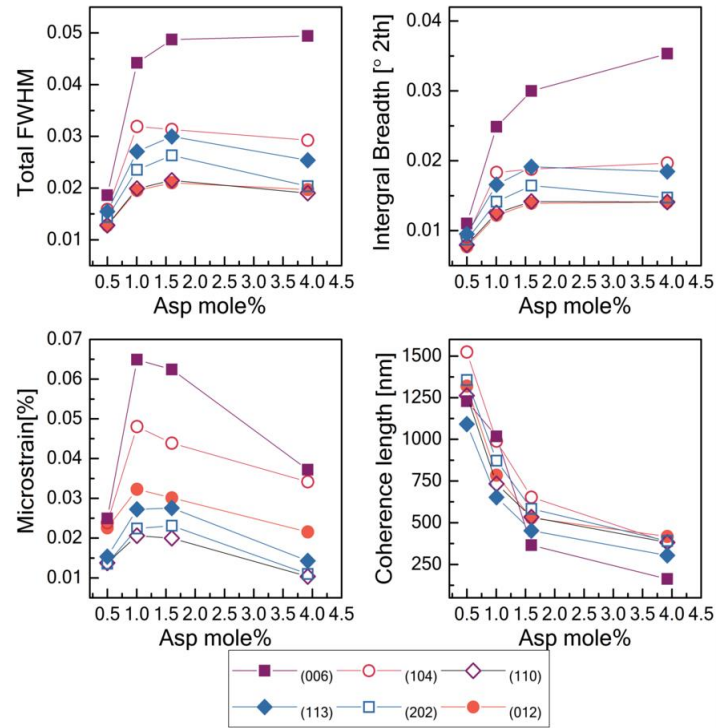 Total FWHM
0.05
0.04
0.03
0.02
0.01
0.5 1.0 1.5 2.0 2.5 3.0 3.5 4.0 4.5
Asp mole%
Intergral Breadth [° 2th]
0.04
0.03
0.02
0.01
0.5 1.0 1.5 2.0 2.5 3.0 3.5 4.0 4.5
Asp mole%
Microstrain[%]
0.07
0.06
0.05
0.04
0.03
0.02
0.01
0.5 1.0 1.5 2.0 2.5 3.0 3.5 4.0 4.5
Asp mole%
Coherence length [nm]
1500
1250
1000
750
500
250
0.5 1.0 1.5 2.0 2.5 3.0 3.5 4.0 4.5
Asp mole%
(006) (104) (110)
(113) (202) (012)